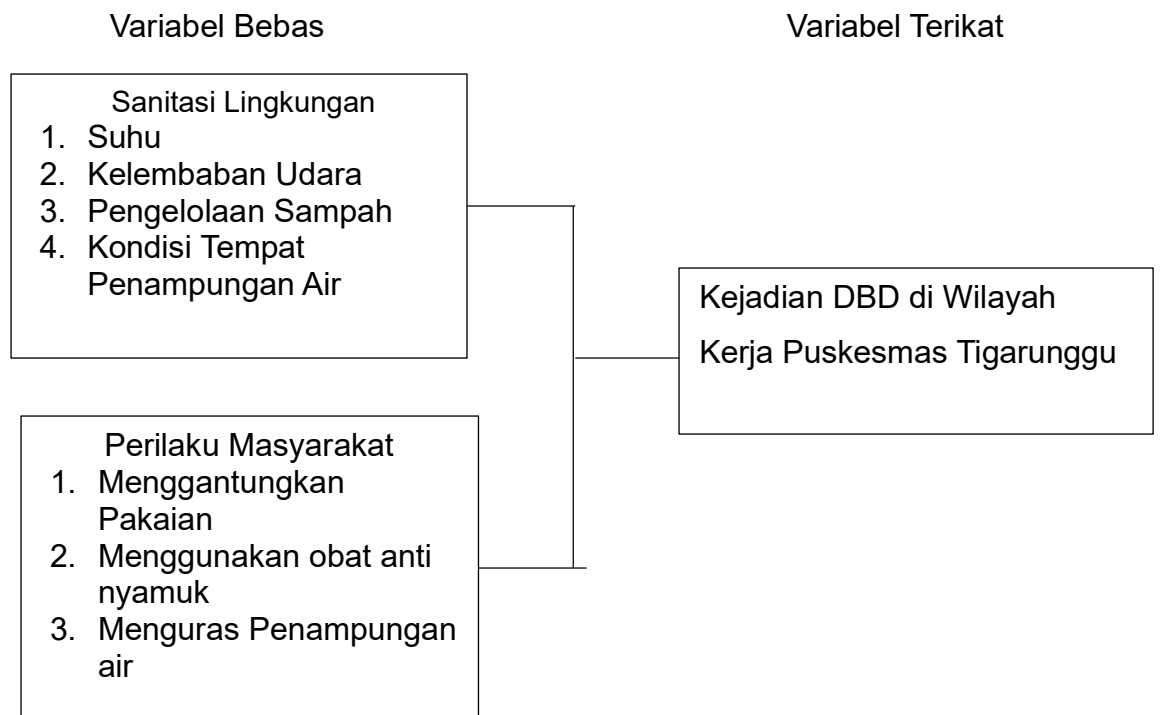 Variabel Bebas
Variabel Terikat
Sanitasi Lingkungan
1. Suhu
2. Kelembaban Udara
3. Pengelolaan Sampah
4. Kondisi Tempat
Penampungan Air
Kejadian DBD di Wilayah
Kerja Puskesmas Tigarunggu
Perilaku Masyarakat
1. Menggantungkan
Pakaian
2. Menggunakan obat anti
nyamuk
3. Menguras Penampungan
air